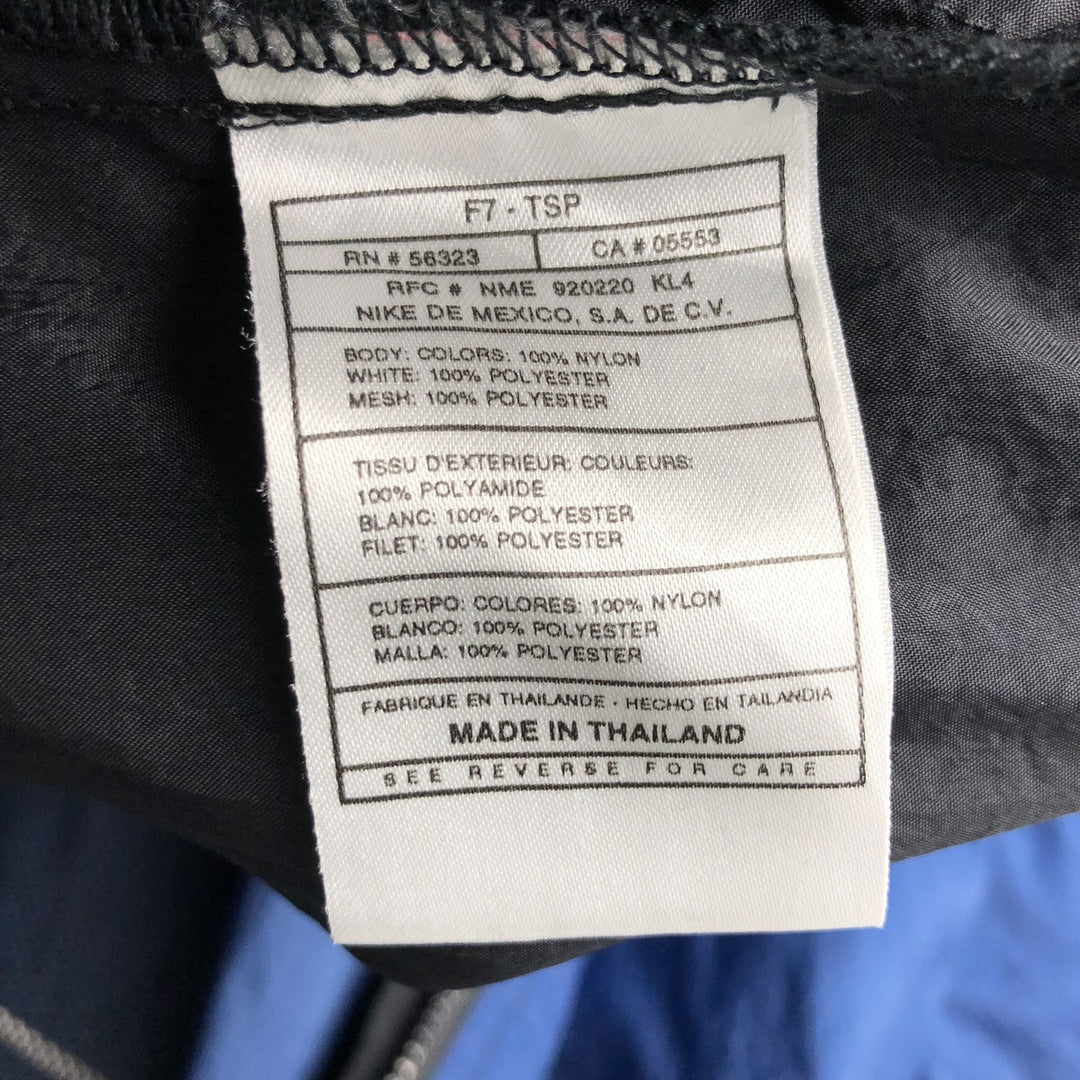 F7 - TSP
RN # 56323 CA # 05553
RFC # NME 920220 KL4
NIKE DE MEXICO, S.A. DE C.V.
BODY: COLORS: 100% NYLON
WHITE: 100% POLYESTER
MESH: 100% POLYESTER
TISSU D'EXTERIEUR: COULEURS:
100% POLYAMIDE
BLANC: 100% POLYESTER
FILET: 100% POLYESTER
CUERPO: COLORES: 100% NYLON
BLANCO: 100% POLYESTER
MALLA: 100% POLYESTER
FABRIQUE EN THAILANDE - HECHO EN TAILANDIA
MADE IN THAILAND
SEE REVERSE FOR CARE